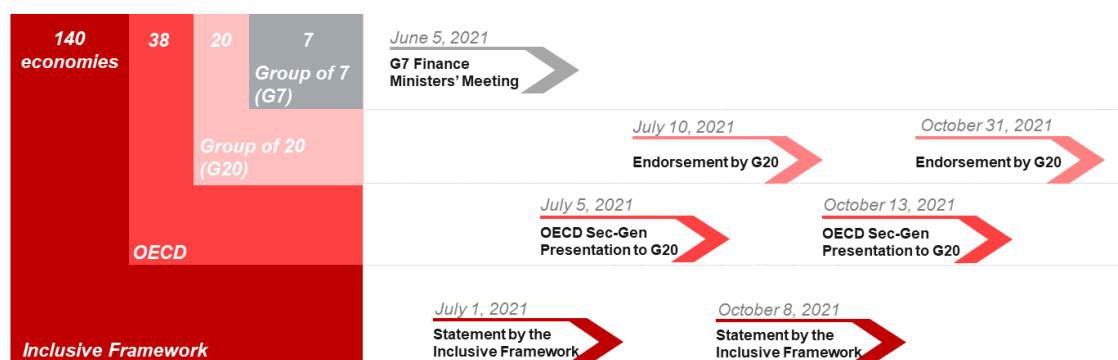 140
economies
38
20
7
Group of 7
(G7)
Group of 20
(G20)
OECD
Inclusive Framework
June 5, 2021
G7 Finance
Ministers' Meeting
July 10, 2021
Endorsement by G20
October 31, 2021
Endorsement by G20
July 5, 2021
OECD Sec-Gen
Presentation to G20
October 13, 2021
OECD Sec-Gen
Presentation to G20
July 1, 2021
Statement by the
Inclusive Framework
October 8, 2021
Statement by the
Inclusive Framework